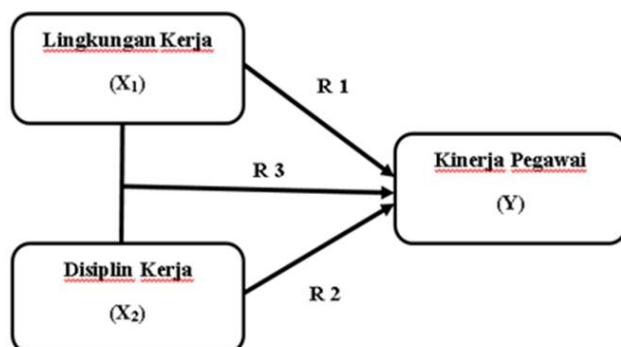 Lingkungan Kerja
(X₁)
R 1
Kinerja Pegawai
(Y)
R 3
Disiplin Kerja
(X₂)
R 2